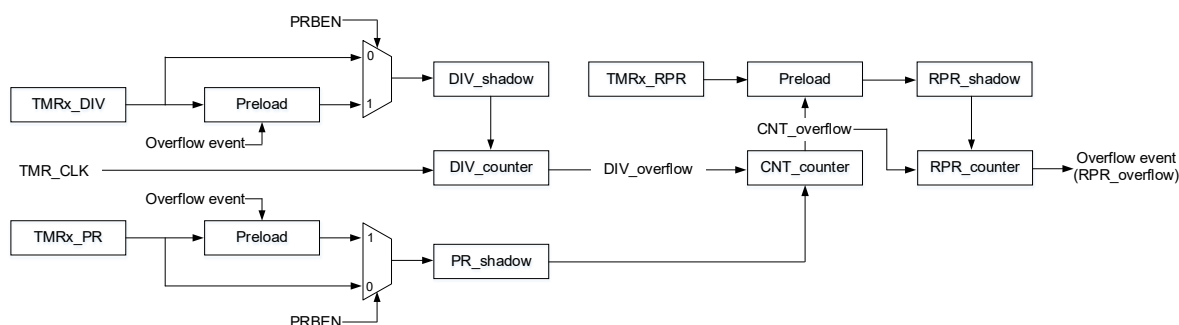 PRBEN
0
DIV_shadow
TMRx_RPR
Preload
RPR_shadow
TMRx_DIV
Preload
1
Overflow event
CNT_overflow
TMR_CLK
DIV_counter
DIV_overflow
CNT_counter
RPR_counter
Overflow event
(RPR_overflow)
Overflow event
TMRx_PR
Preload
1
PR_shadow
0
PRBEN